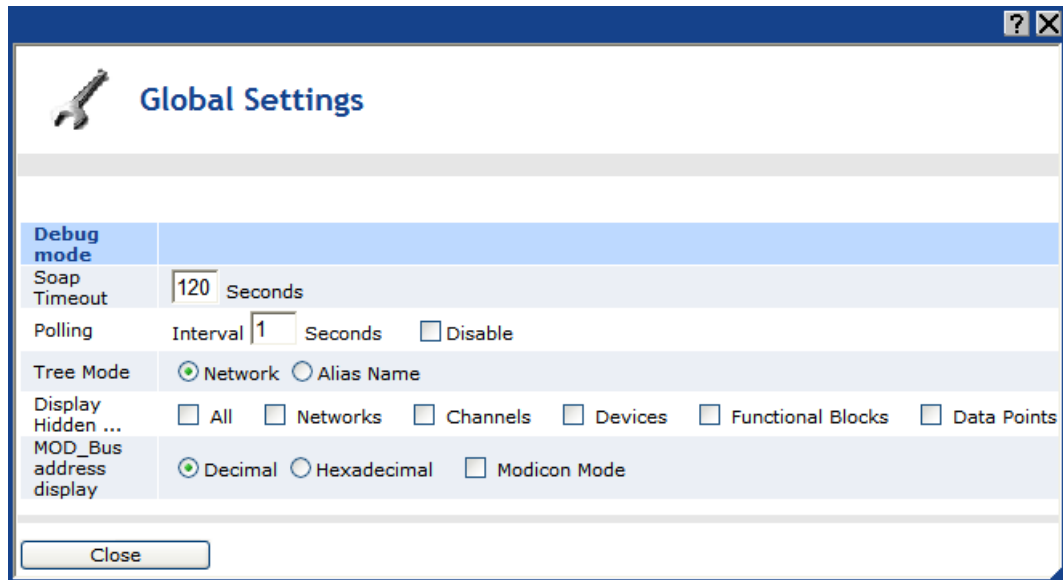 ?
Global Settings
Debug
mode
Soap
Timeout
120 Seconds
Polling
Interval 1 Seconds Disable
Tree Mode
Network Alias Name
Display
Hidden ...
All Networks Channels Devices Functional Blocks Data Points
MOD_Bus
address
display
Decimal Hexadecimal Modicon Mode
Close